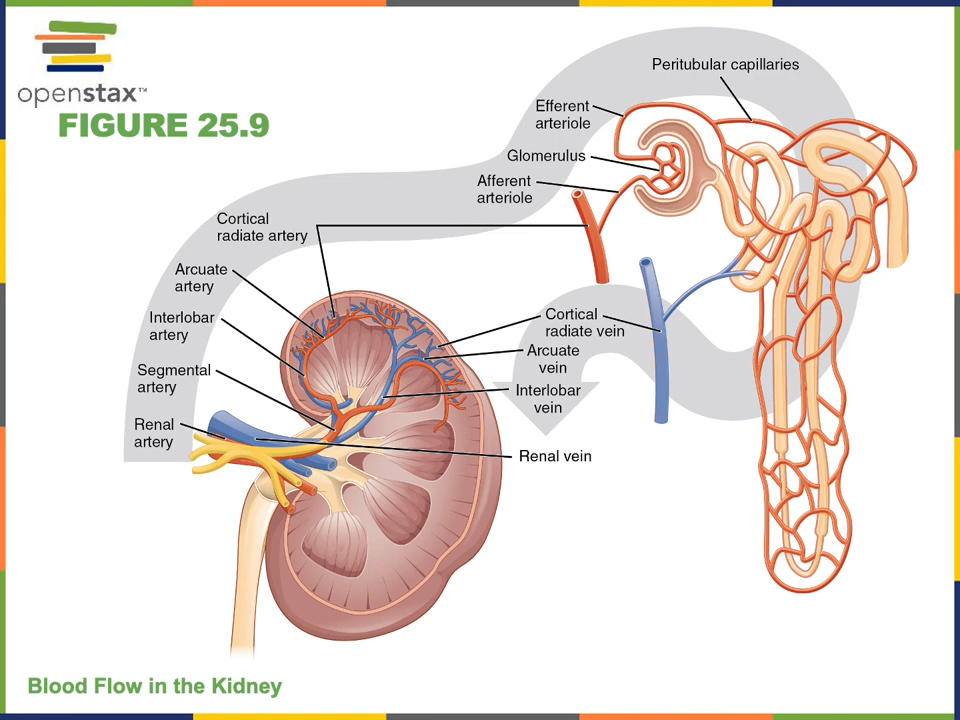 openstax™
FIGURE 25.9
Peritubular capillaries
Efferent
arteriole
Glomerulus
Afferent
arteriole
Cortical
radiate artery
Arcuate
artery
Interlobar
artery
Segmental
artery
Renal
artery
Cortical
radiate vein
Arcuate
vein
Interlobar
vein
Renal vein
Blood Flow in the Kidney